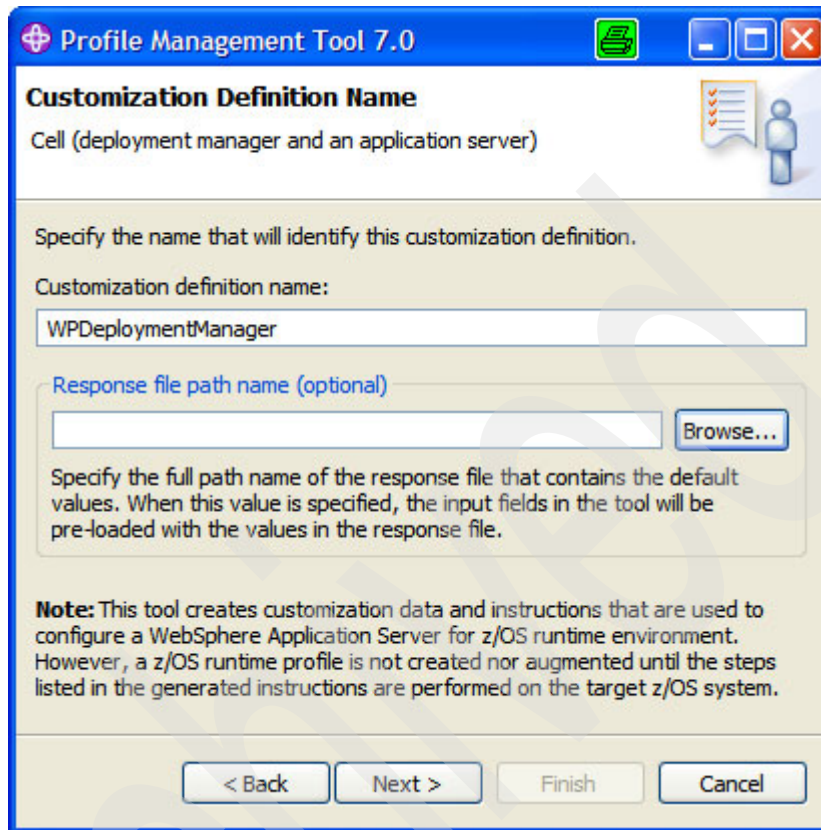 Profile Management Tool 7.0
Customization Definition Name
Cell (deployment manager and an application server)
Specify the name that will identify this customization definition.
Customization definition name:
WPDeploymentManager
Response file path name (optional)
Browse...
Specify the full path name of the response file that contains the default
values. When this value is specified, the input fields in the tool will be
pre-loaded with the values in the response file.
Note: This tool creates customization data and instructions that are used to
configure a WebSphere Application Server for z/OS runtime environment.
However, a z/OS runtime profile is not created nor augmented until the steps
listed in the generated instructions are performed on the target z/OS system.
< Back Next > Finish Cancel